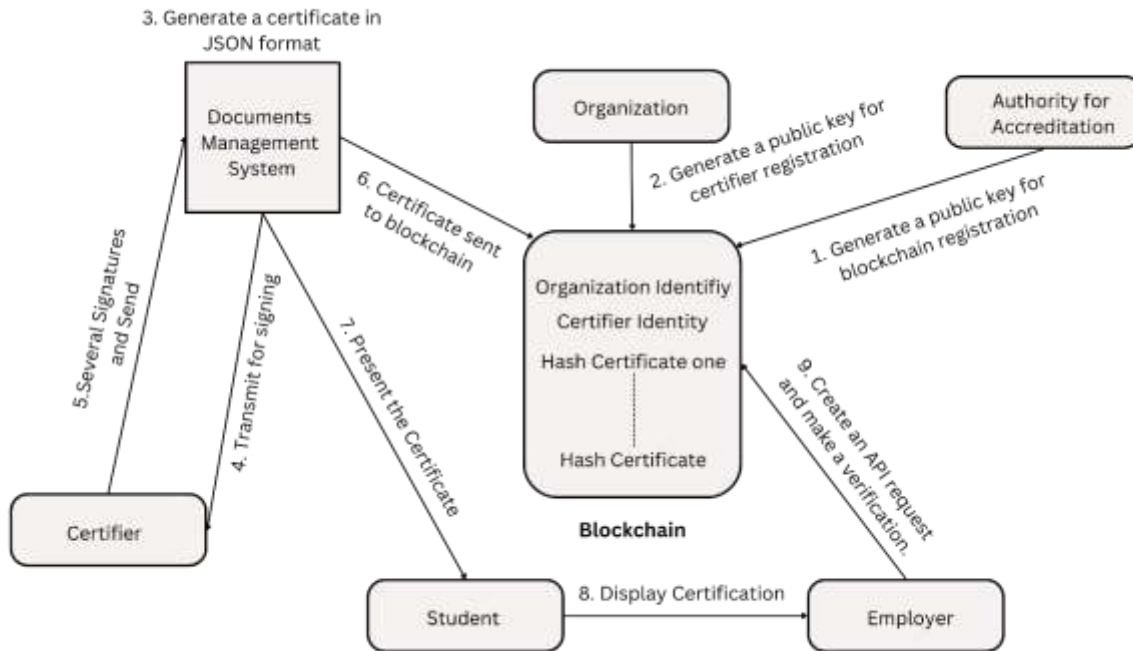 3. Generate a certificate in
JSON format
Documents
Management
System
Organization
Authority for
Accreditation
2. Generate a public key for
certifier registration
1. Generate a public key for
blockchain registration
6. Certificate sent
to blockchain
5.Several Signatures
and Send
4. Transmit for signing
7. Present the Certificate
Organization Identifiy
Certifier Identity
Hash Certificate one
Hash Certificate
Blockchain
9. Create an API request
and make a verification.
Certifier
Student
8. Display Certification
Employer